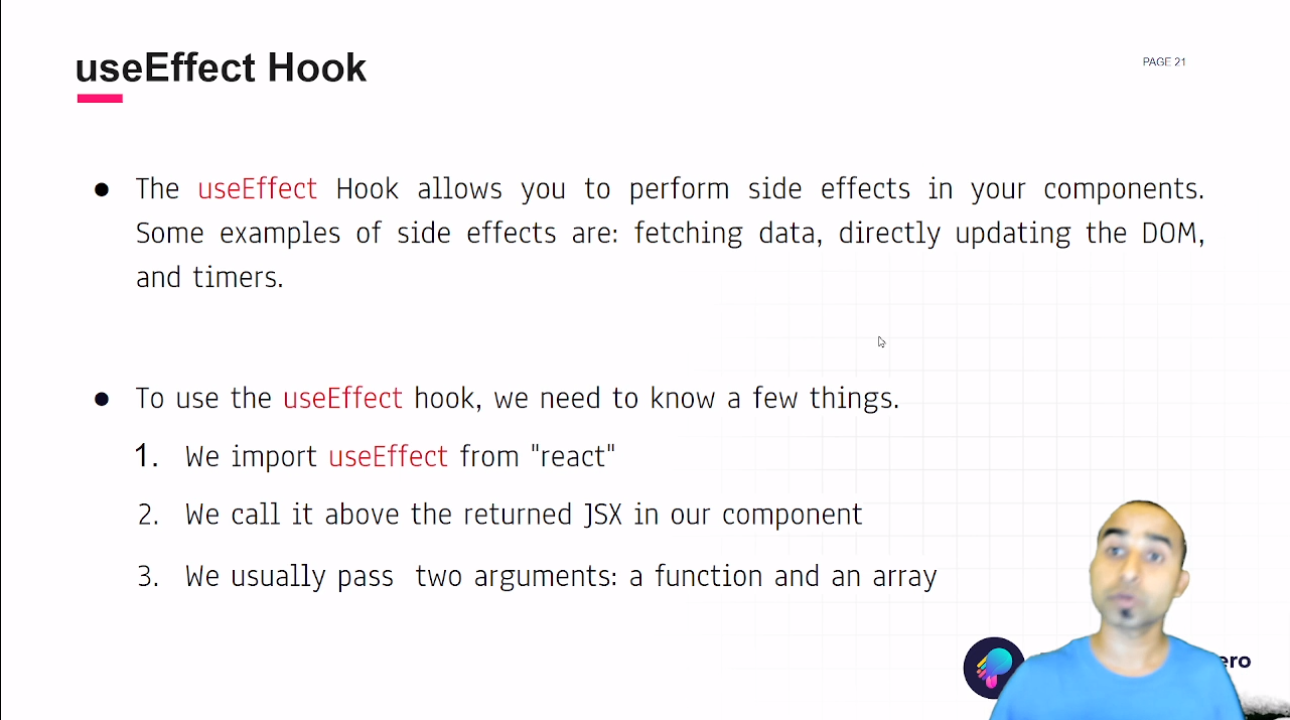 useEffect Hook
PAGE 21
● The useEffect Hook allows you to perform side effects in your components.
Some examples of side effects are: fetching data, directly updating the DOM,
and timers.
● To use the useEffect hook, we need to know a few things.
1. We import useEffect from "react"
2. We call it above the returned JSX in our component
3. We usually pass two arguments: a function and an array